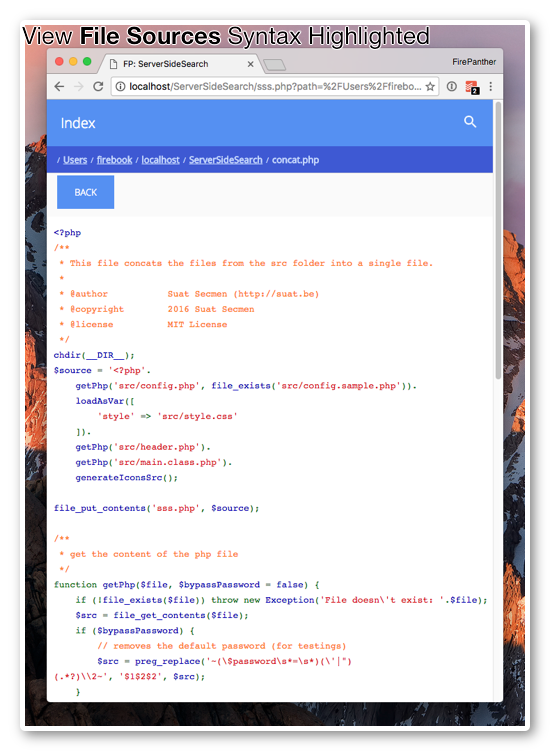 View File Sources Syntax Highlighted
FP: ServerSideSearch
FirePanther
localhost/ServerSideSearch/sss.php?path=%2FUsers%2Ffirebo...
2
Index
/ Users / firebook / localhost / ServerSideSearch / concat.php
BACK
<?php
/**
 * This file concats the files from the src folder into a single file.
 *
 * @author Suat Secmen (http://suat.be)
 * @copyright 2016 Suat Secmen
 * @license MIT License
 */
chdir(__DIR__);
$source = '<?php'.
    getPhp('src/config.php', file_exists('src/config.sample.php')).
    loadAsVar([
        'style' => 'src/style.css'
    ]).
    getPhp('src/header.php').
    getPhp('src/main.class.php').
    generateIconsSrc();
file_put_contents('sss.php', $source);
/**
 * get the content of the php file
 */
function getPhp($file, $bypassPassword = false) {
    if (!file_exists($file)) throw new Exception('File doesn\'t exist: '.$file);
    $src = file_get_contents($file);
    if ($bypassPassword) {
        // removes the default password (for testings)
        $src = preg_replace('~(\$password\s*=\s*)(\'|")
(.*?)\\2~', '$1$2$2', $src);
    }